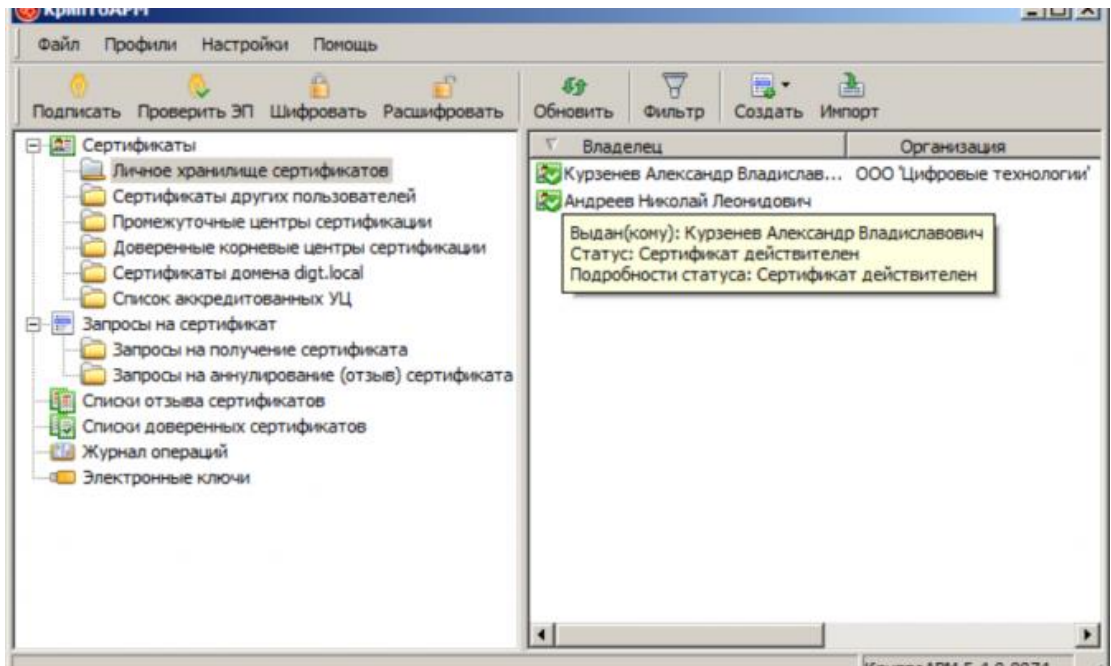 КриптоАРМ
Файл Профили Настройки Помощь
Подписать Проверить ЭП Шифровать Расшифровать Обновить Фильтр Создать Импорт
Сертификаты
Личное хранилище сертификатов
Сертификаты других пользователей
Промежуточные центры сертификации
Доверенные корневые центры сертификации
Сертификаты домена digt.local
Список аккредитованных УЦ
Запросы на сертификат
Запросы на получение сертификата
Запросы на аннулирование (отзыв) сертификата
Списки отзыва сертификатов
Списки доверенных сертификатов
Журнал операций
Электронные ключи
Владелец Организация
Курзенев Александр Владислав... ООО "Цифровые технологии"
Андреев Николай Леонидович
Выдан(кому): Курзенев Александр Владиславович
Статус: Сертификат действителен
Подробности статуса: Сертификат действителен